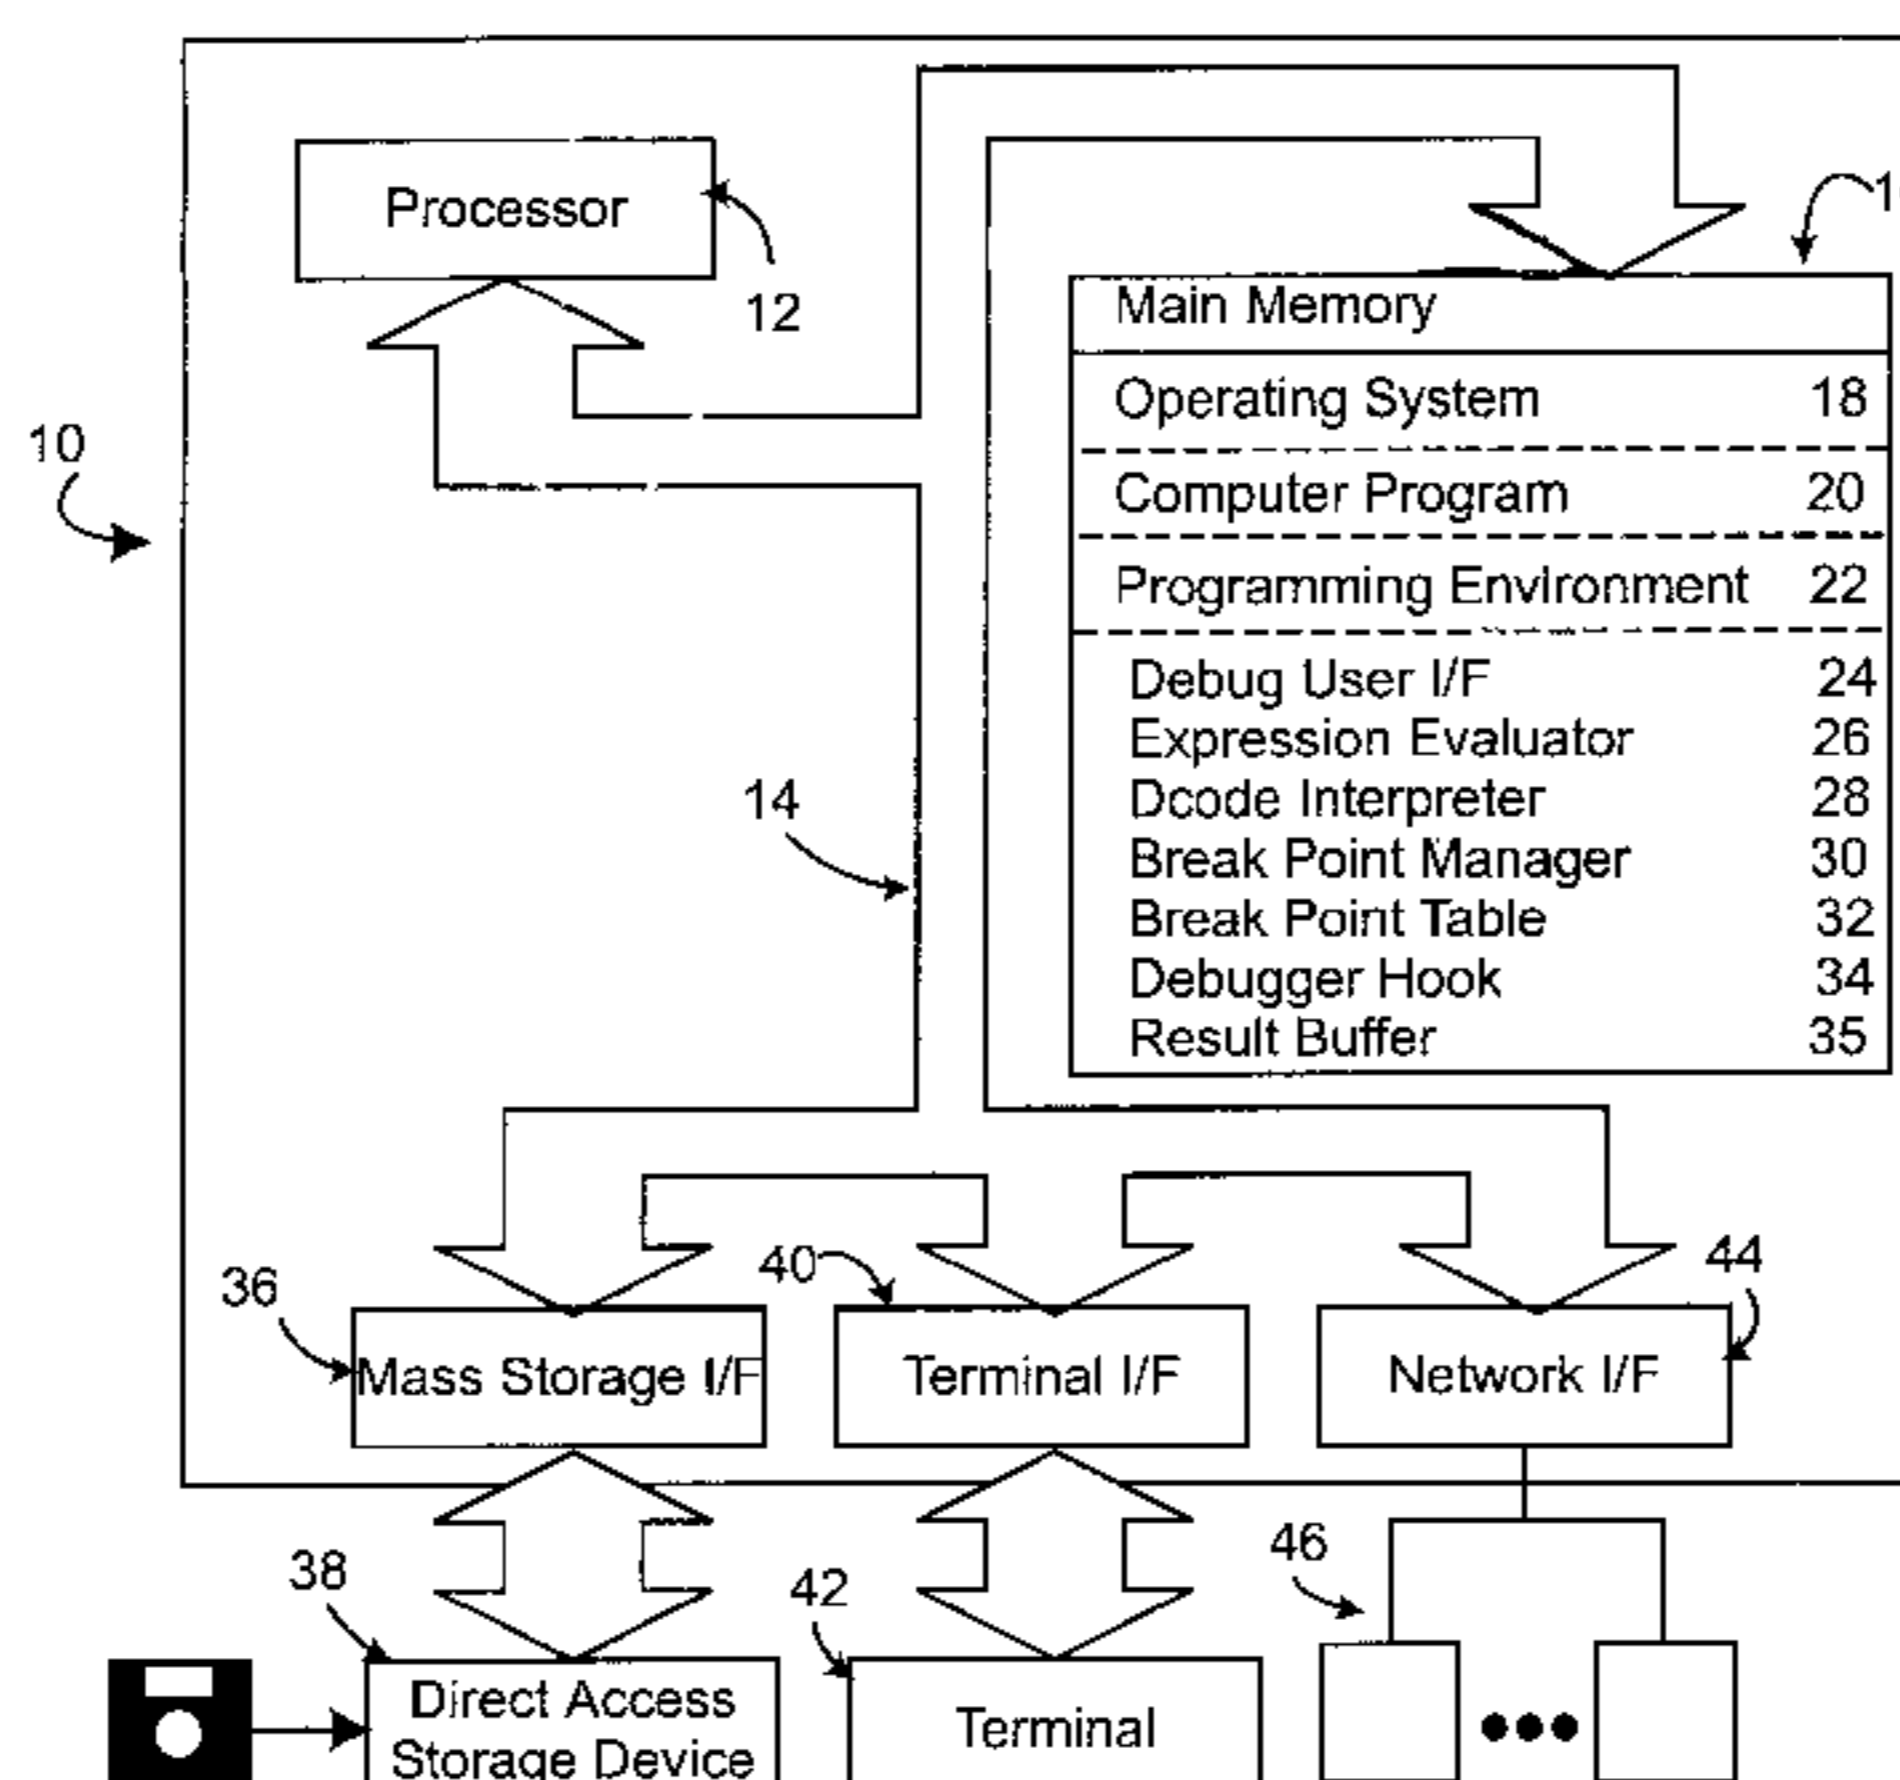 Processor
12
Main Memory
Operating System 18
10
Computer Program 20
Programming Environment 22
Debug User I/F 24
Expression Evaluator 26
14
Dcode Interpreter 28
Break Point Manager 30
Break Point Table 32
Debugger Hook 34
Result Buffer 35
36
40
44
Mass Storage I/F
Terminal I/F
Network I/F
38
42
46
Direct Access
Storage Device
Terminal